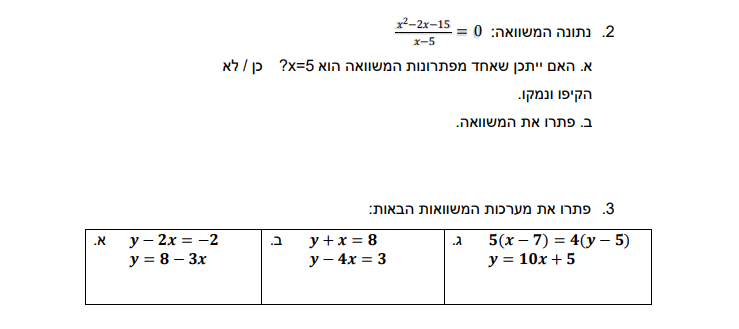 2. נתונה המשוואה: (x²–2x–15)/(x–5) = 0
א. האם ייתכן שאחד מפתרונות המשוואה הוא x=5? כן / לא
הקיפו ונמקו.
ב. פתרו את המשוואה.
3. פתרו את מערכות המשוואות הבאות:
א. y – 2x = –2
y = 8 – 3x
ב. y + x = 8
y – 4x = 3
ג. 5(x – 7) = 4(y – 5)
y = 10x + 5